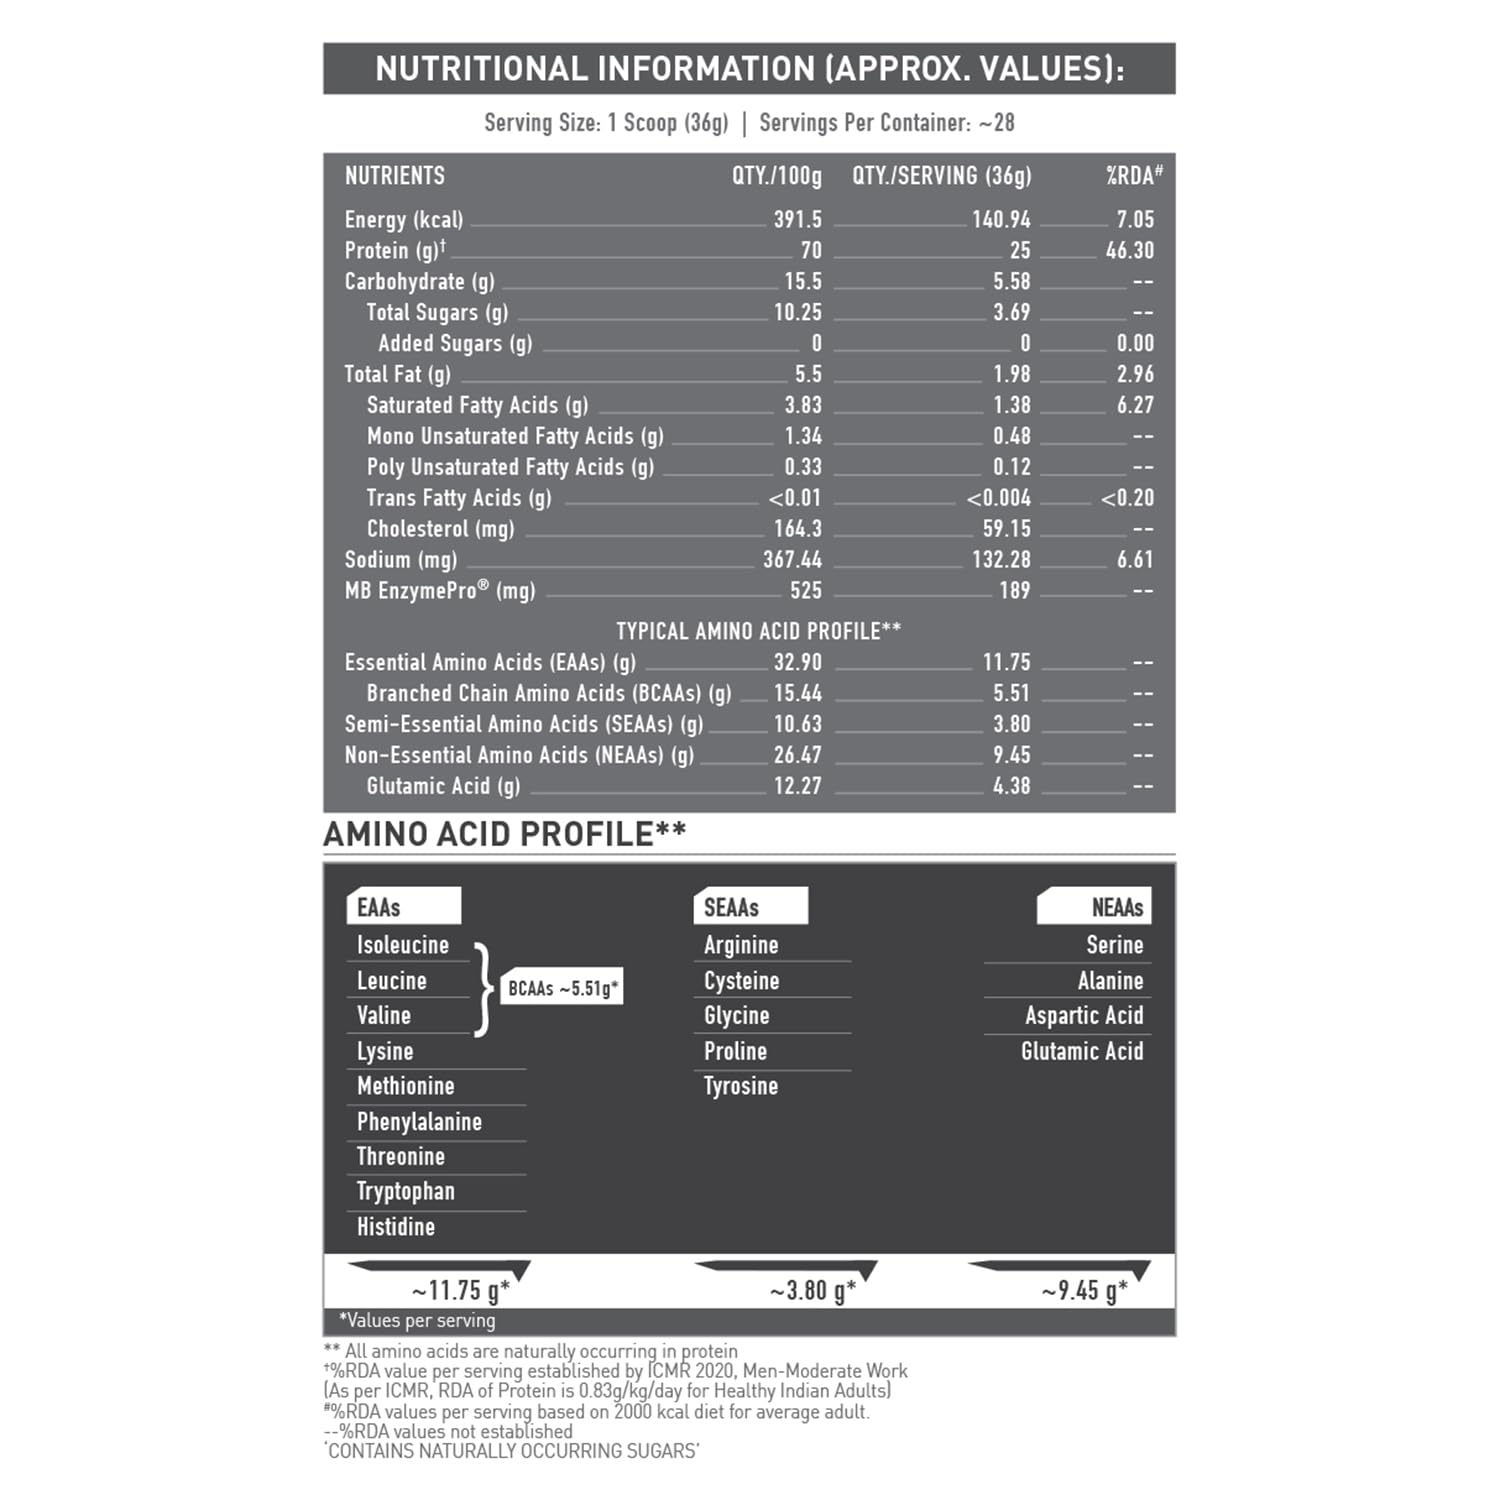 NUTRITIONAL INFORMATION (APPROX. VALUES):
Serving Size: 1 Scoop (36g) | Servings Per Container: ~28
NUTRIENTS QTY./100g QTY./SERVING (36g) %RDA#
Energy (kcal) 391.5 140.94 7.05
Protein (g)† 70 25 46.30
Carbohydrate (g) 15.5 5.58 --
Total Sugars (g) 10.25 3.69 --
Added Sugars (g) 0 0 0.00
Total Fat (g) 5.5 1.98 2.96
Saturated Fatty Acids (g) 3.83 1.38 6.27
Mono Unsaturated Fatty Acids (g) 1.34 0.48 --
Poly Unsaturated Fatty Acids (g) 0.33 0.12 --
Trans Fatty Acids (g) <0.01 <0.004 <0.20
Cholesterol (mg) 164.3 59.15 --
Sodium (mg) 367.44 132.28 6.61
MB EnzymePro® (mg) 525 189 --
TYPICAL AMINO ACID PROFILE**
Essential Amino Acids (EAAs) (g) 32.90 11.75 --
Branched Chain Amino Acids (BCAAs) (g) 15.44 5.51 --
Semi-Essential Amino Acids (SEAAs) (g) 10.63 3.80 --
Non-Essential Amino Acids (NEAAs) (g) 26.47 9.45 --
Glutamic Acid (g) 12.27 4.38 --
AMINO ACID PROFILE**
EAAs
Isoleucine
Leucine
Valine
BCAAs ~5.51g*
Lysine
Methionine
Phenylalanine
Threonine
Tryptophan
Histidine
~11.75 g*
SEAAs
Arginine
Cysteine
Glycine
Proline
Tyrosine
~3.80 g*
NEAAs
Serine
Alanine
Aspartic Acid
Glutamic Acid
~9.45 g*
*Values per serving
** All amino acids are naturally occurring in protein
†%RDA value per serving established by ICMR 2020, Men-Moderate Work
(As per ICMR, RDA of Protein is 0.83g/kg/day for Healthy Indian Adults)
#%RDA values per serving based on 2000 kcal diet for average adult.
--%RDA values not established
‘CONTAINS NATURALLY OCCURRING SUGARS’